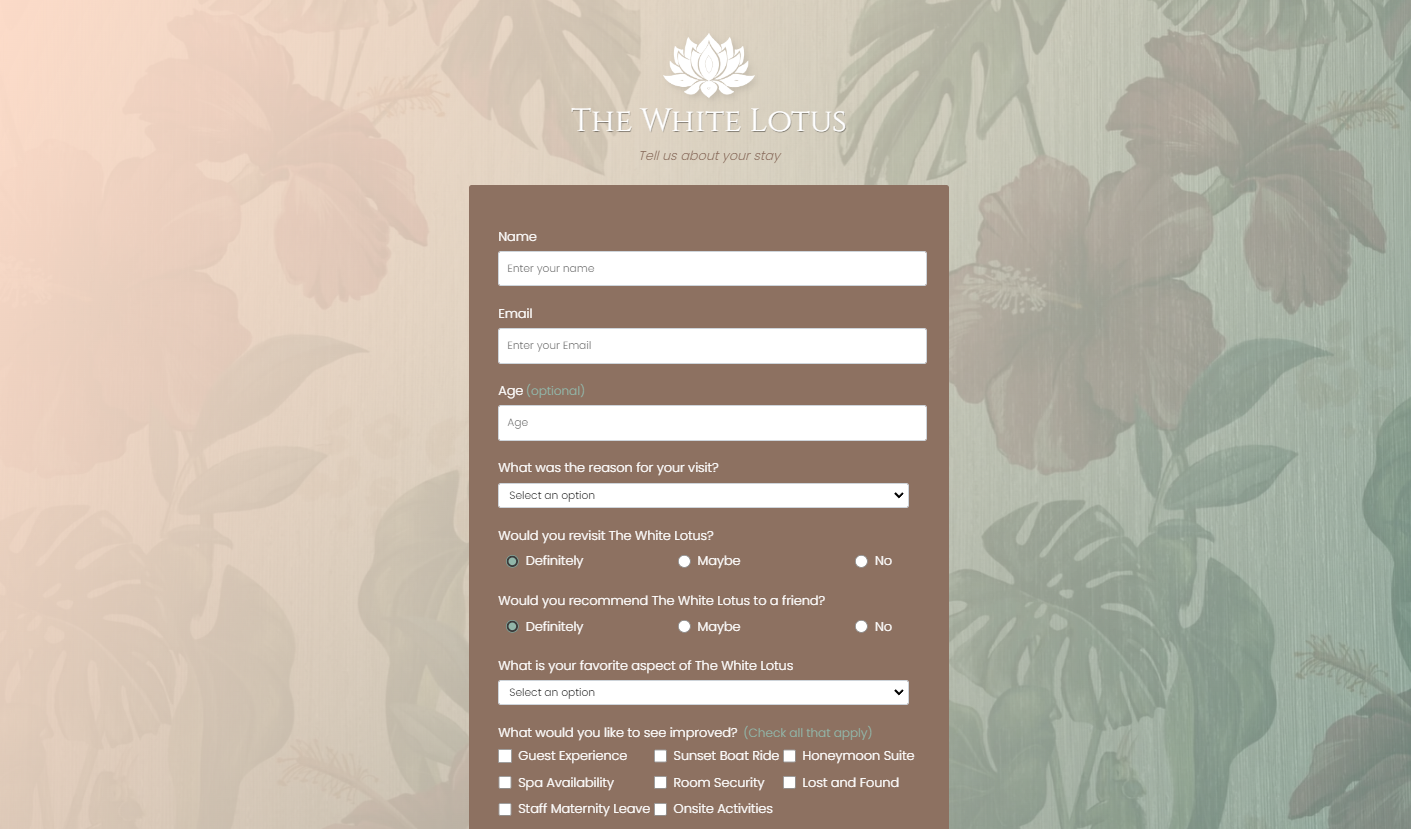 The White Lotus
Tell us about your stay
Name
Enter your name
Email
Enter your Email
Age (optional)
Age
What was the reason for your visit?
Select an option
Would you revisit The White Lotus?
Definitely Maybe No
Would you recommend The White Lotus to a friend?
Definitely Maybe No
What is your favorite aspect of The White Lotus
Select an option
What would you like to see improved? (Check all that apply)
Guest Experience Sunset Boat Ride Honeymoon Suite
Spa Availability Room Security Lost and Found
Staff Maternity Leave Onsite Activities